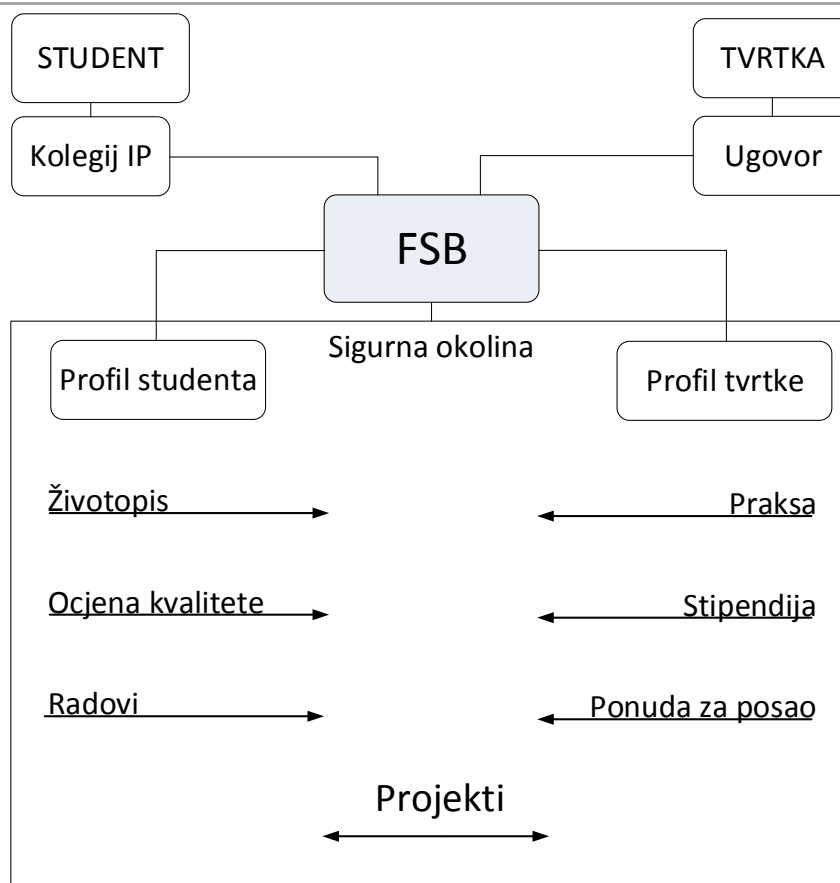 STUDENT
TVRTKA
Kolegij IP
Ugovor
FSB
Sigurna okolina
Profil studenta
Profil tvrtke
Životopis
Praksa
Ocjena kvalitete
Stipendija
Radovi
Ponuda za posao
Projekti